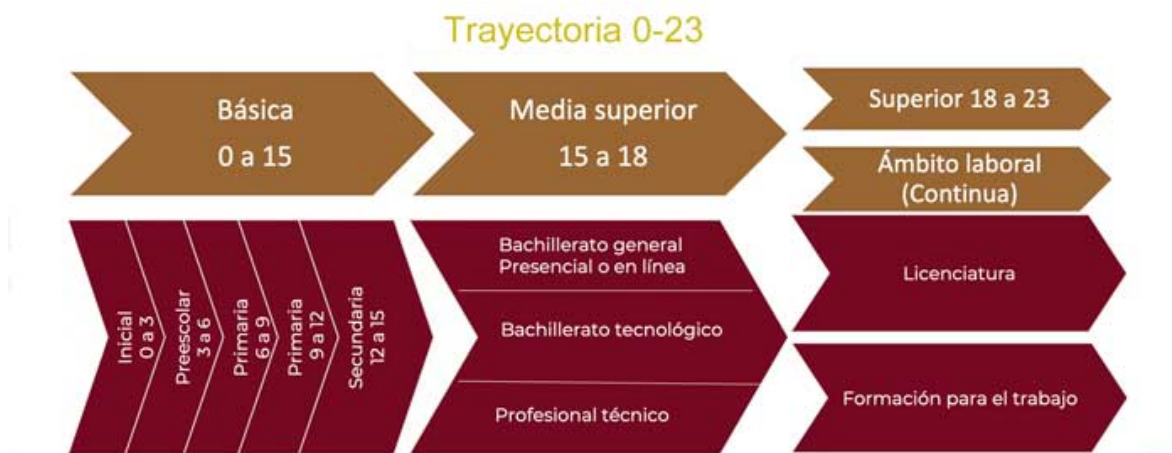 Trayectoria 0-23
Básica
0 a 15
Media superior
15 a 18
Superior 18 a 23
Ámbito laboral
(Continua)
Inicial
0 a 3
Preescolar
3 a 6
Primaria
6 a 9
Primaria
9 a 12
Secundaria
12 a 15
Bachillerato general
Presencial o en línea
Bachillerato tecnológico
Profesional técnico
Licenciatura
Formación para el trabajo